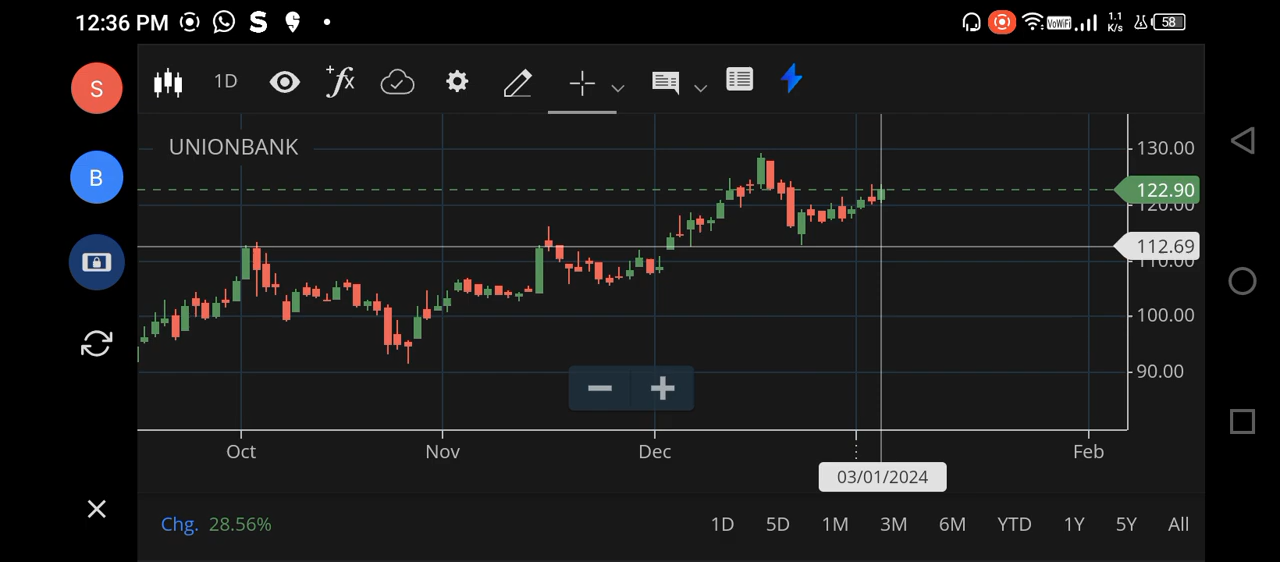 12:36 PM S VoWiFi 1.1 K/s 58
S 1D +fx
UNIONBANK
B
130.00
122.90
120.00
112.69
110.00
100.00
90.00
Oct Nov Dec Feb
03/01/2024
Chg. 28.56% 1D 5D 1M 3M 6M YTD 1Y 5Y All